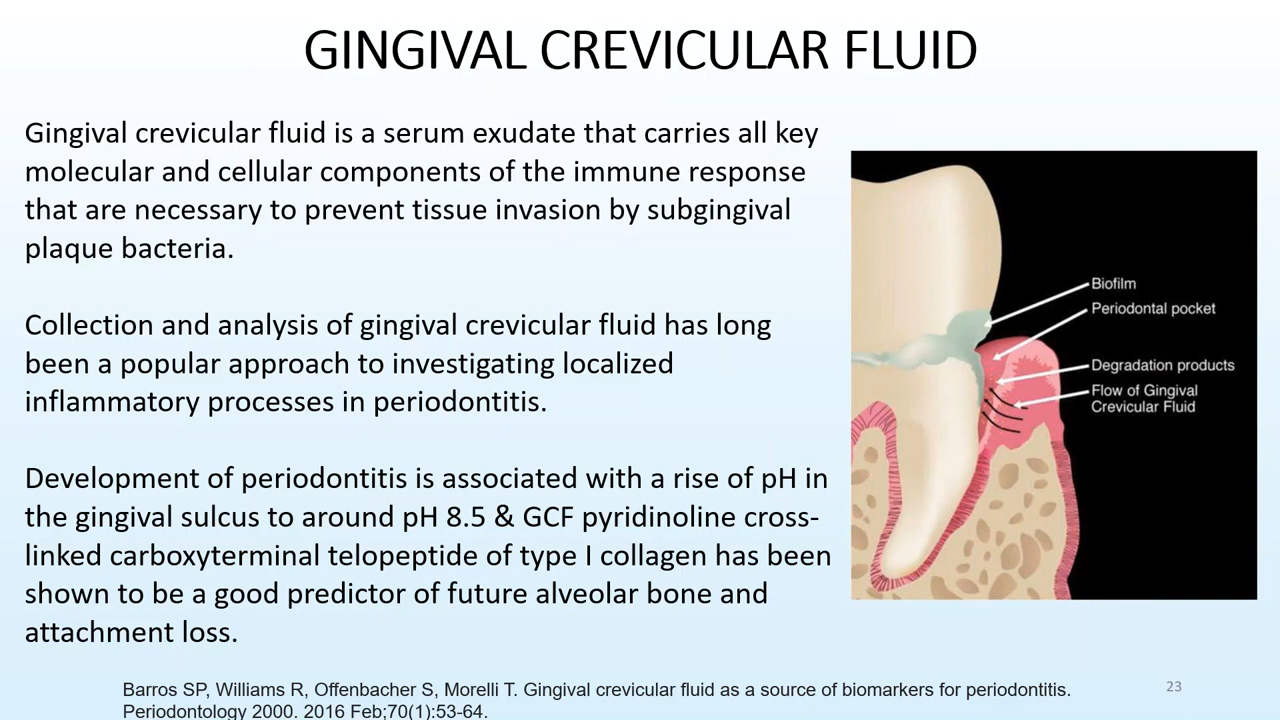 GINGIVAL CREVICULAR FLUID
Gingival crevicular fluid is a serum exudate that carries all key
molecular and cellular components of the immune response
that are necessary to prevent tissue invasion by subgingival
plaque bacteria.
Collection and analysis of gingival crevicular fluid has long
been a popular approach to investigating localized
inflammatory processes in periodontitis.
Development of periodontitis is associated with a rise of pH in
the gingival sulcus to around pH 8.5 & GCF pyridinoline cross-
linked carboxyterminal telopeptide of type I collagen has been
shown to be a good predictor of future alveolar bone and
attachment loss.
Biofilm
Periodontal pocket
Degradation products
Flow of Gingival
Crevicular Fluid
Barros SP, Williams R, Offenbacher S, Morelli T. Gingival crevicular fluid as a source of biomarkers for periodontitis.
Periodontology 2000. 2016 Feb;70(1):53-64.
23